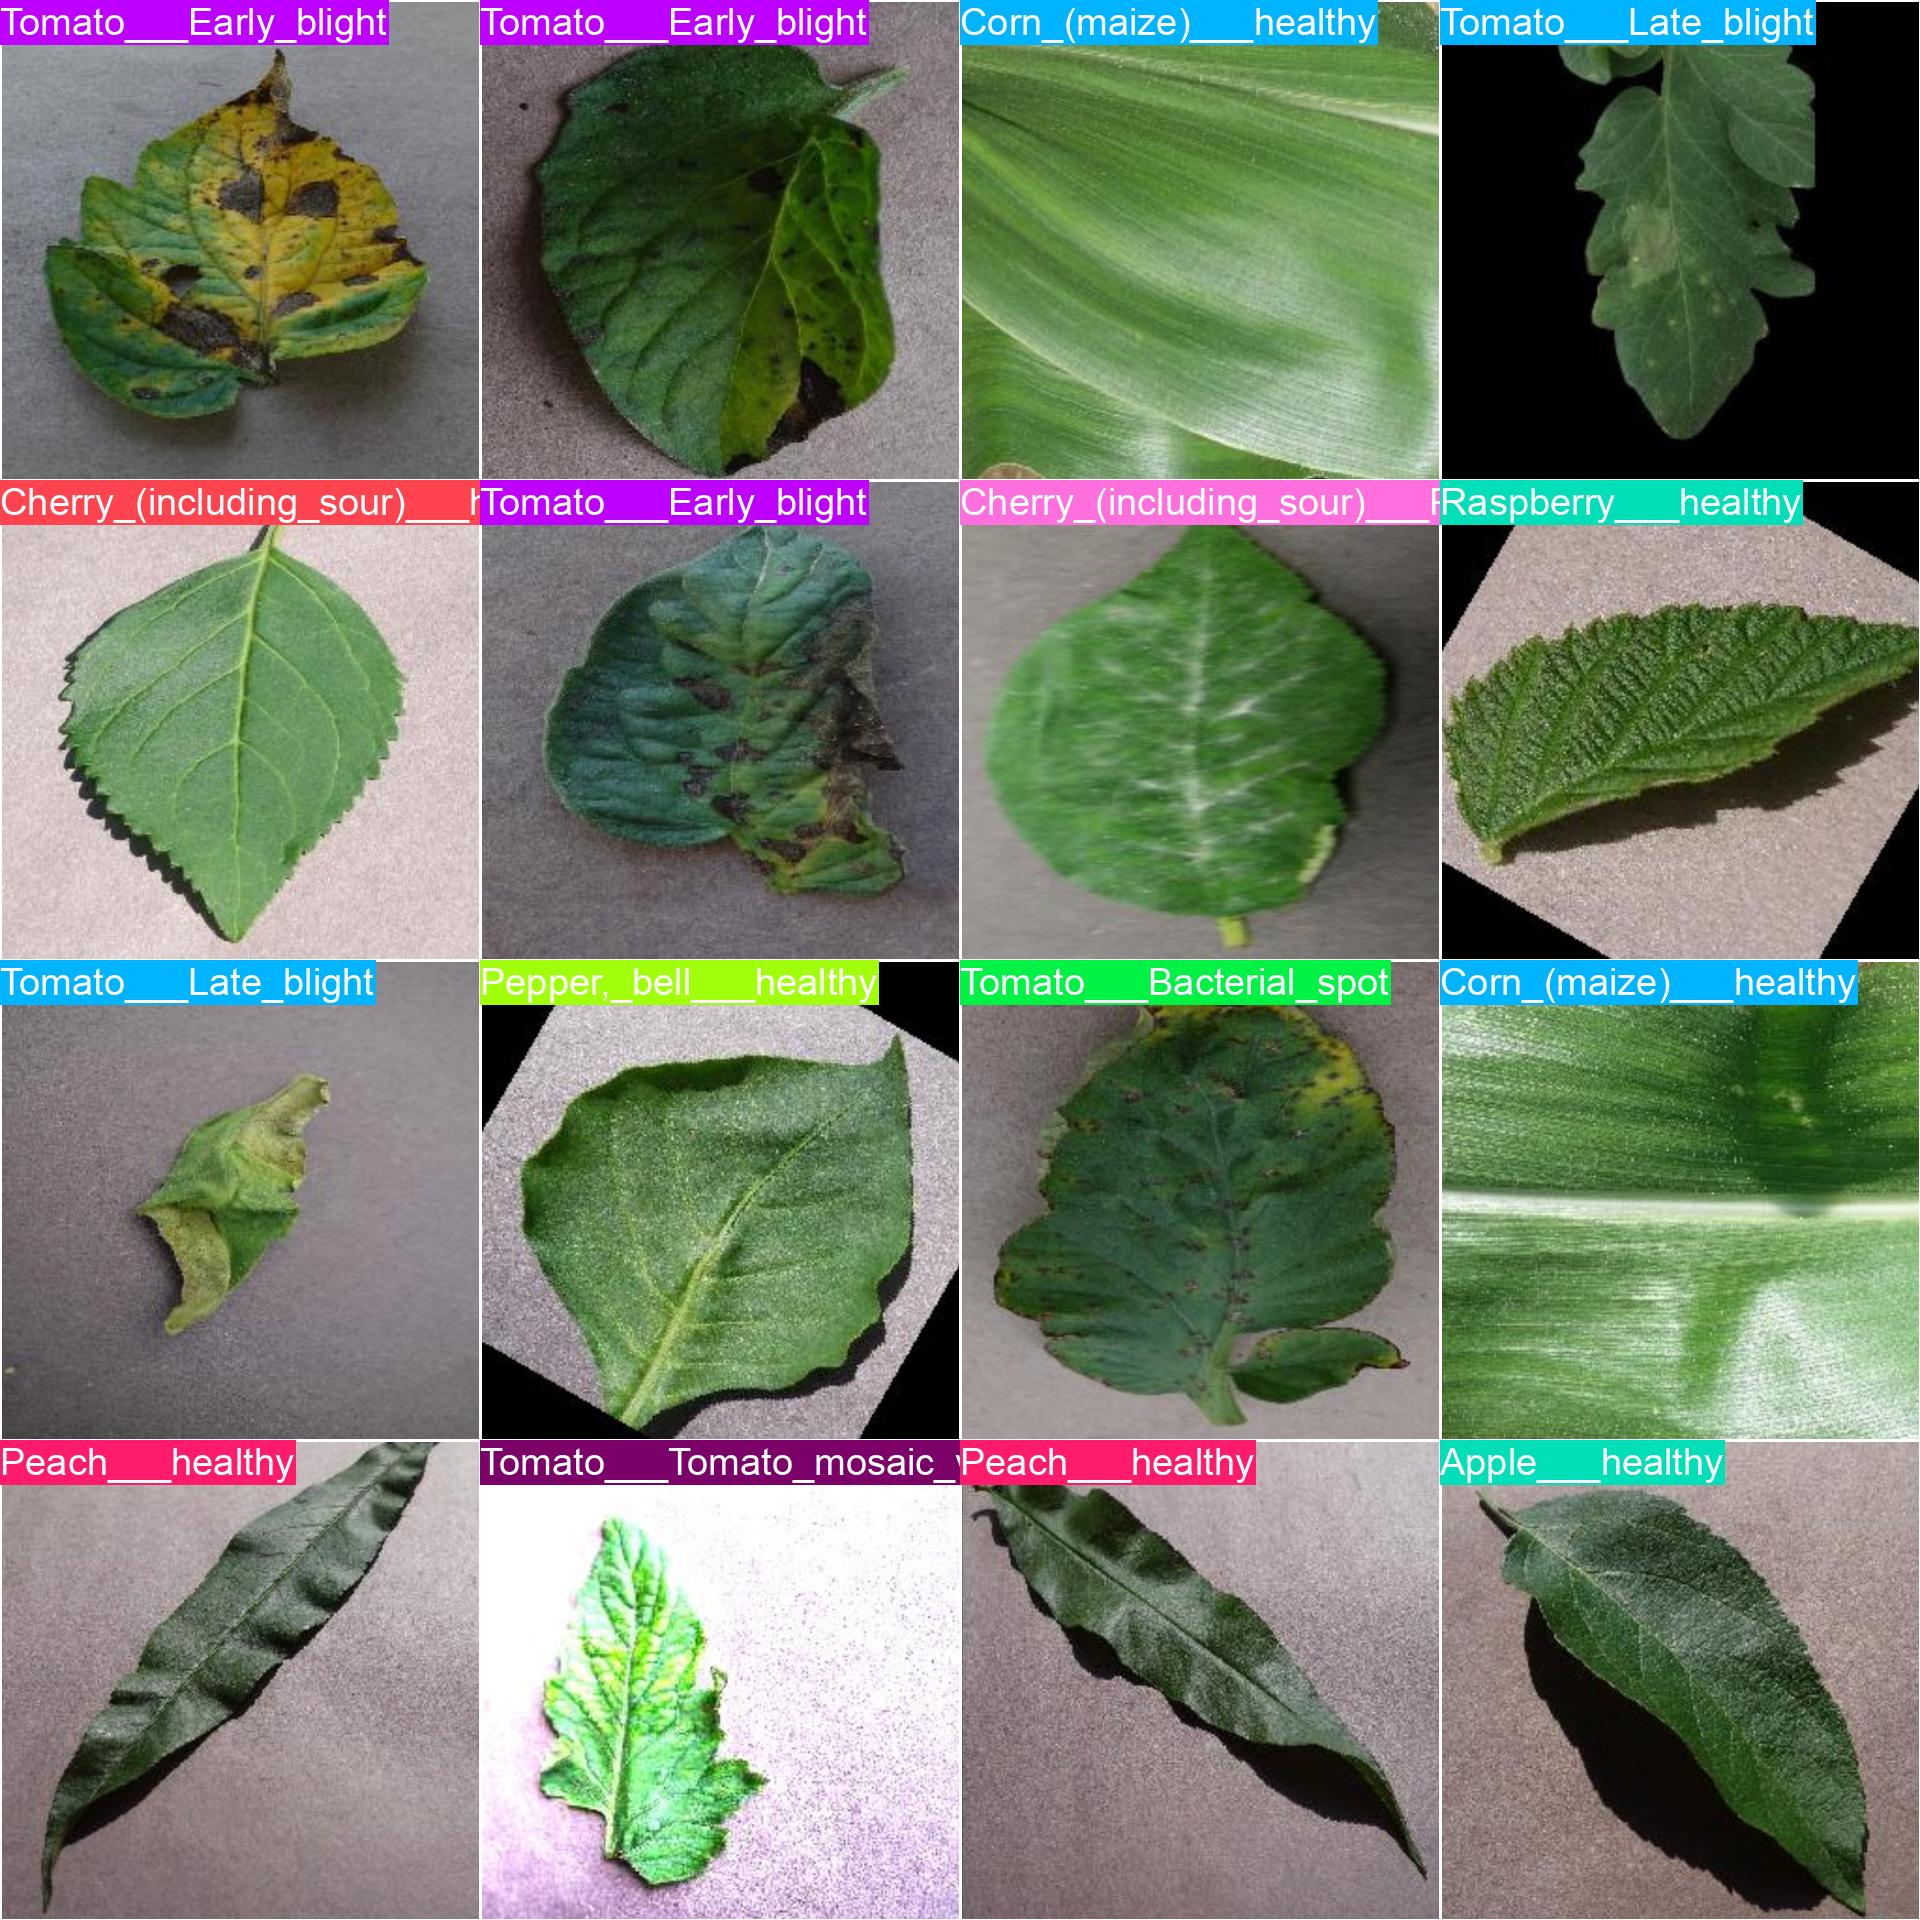 Tomato___Early_blight
Tomato___Early_blight
Corn_(maize)___healthy
Tomato___Late_blight
Cherry_(including_sour)___h
Tomato___Early_blight
Cherry_(including_sour)___
Raspberry___healthy
Tomato___Late_blight
Pepper,_bell___healthy
Tomato___Bacterial_spot
Corn_(maize)___healthy
Peach___healthy
Tomato___Tomato_mosaic_
Peach___healthy
Apple___healthy